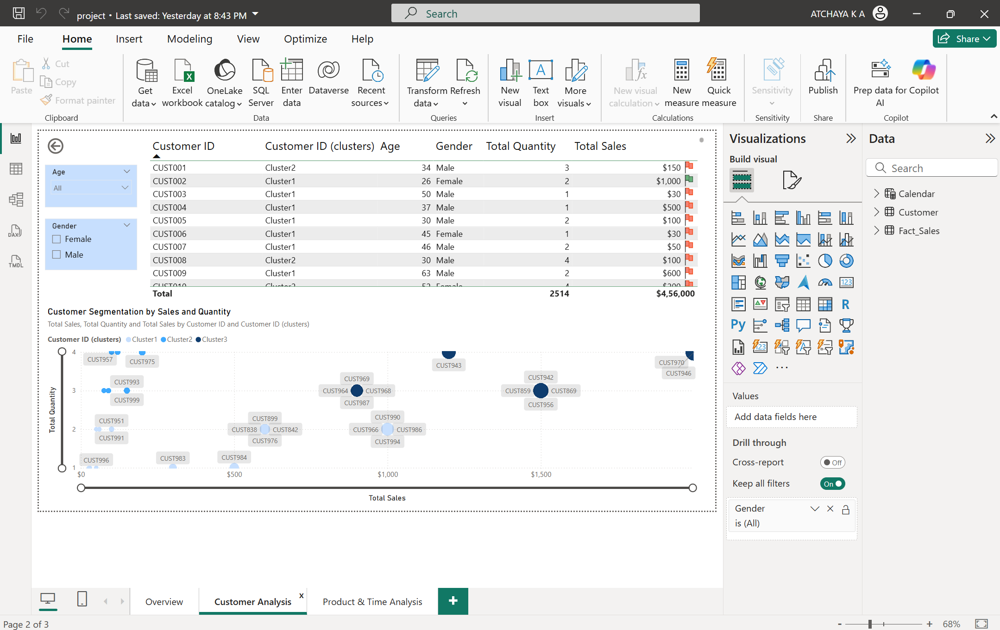 project • Last saved: Yesterday at 8:43 PM
Search
ATCHAYA K A
File Home Insert Modeling View Optimize Help
Share
Paste
Cut
Copy
Format painter
Clipboard
Get data
Excel workbook
OneLake catalog
SQL Server
Enter data
Dataverse
Recent sources
Data
Transform data
Refresh
Queries
New visual
Text box
More visuals
Insert
New visual calculation
New measure
Quick measure
Calculations
Sensitivity
Sensitivity
Publish
Share
Prep data for AI
Copilot
Copilot
DAX
TMDL
Age
All
Gender
Female
Male
Customer ID Customer ID (clusters) Age Gender Total Quantity Total Sales
CUST001 Cluster2 34 Male 3 $150
CUST002 Cluster1 26 Female 2 $1,000
CUST003 Cluster1 50 Male 1 $30
CUST004 Cluster1 37 Male 1 $500
CUST005 Cluster1 30 Male 2 $100
CUST006 Cluster1 45 Female 1 $30
CUST007 Cluster1 46 Male 2 $50
CUST008 Cluster2 30 Male 4 $100
CUST009 Cluster1 63 Male 2 $600
CUST010 Cluster2 52 Female 4 $200
Total 2514 $4,56,000
Customer Segmentation by Sales and Quantity
Total Sales, Total Quantity and Total Sales by Customer ID and Customer ID (clusters)
Customer ID (clusters) Cluster1 Cluster2 Cluster3
Total Quantity
4
3
2
1
CUST957
CUST975
CUST943
CUST970
CUST946
CUST993
CUST999
CUST969
CUST964 CUST968
CUST987
CUST942
CUST859 CUST869
CUST956
CUST951
CUST991
CUST899
CUST838 CUST842
CUST976
CUST990
CUST966 CUST986
CUST994
CUST996
CUST983
CUST984
$0 $500 $1,000 $1,500
Total Sales
Visualizations
Build visual
123
R
Py
123
Values
Add data fields here
Drill through
Cross-report Off
Keep all filters On
Gender
is (All)
Data
Search
Calendar
Customer
Fact_Sales
Overview
Customer Analysis x
Product & Time Analysis
+
Page 2 of 3
- + 68%